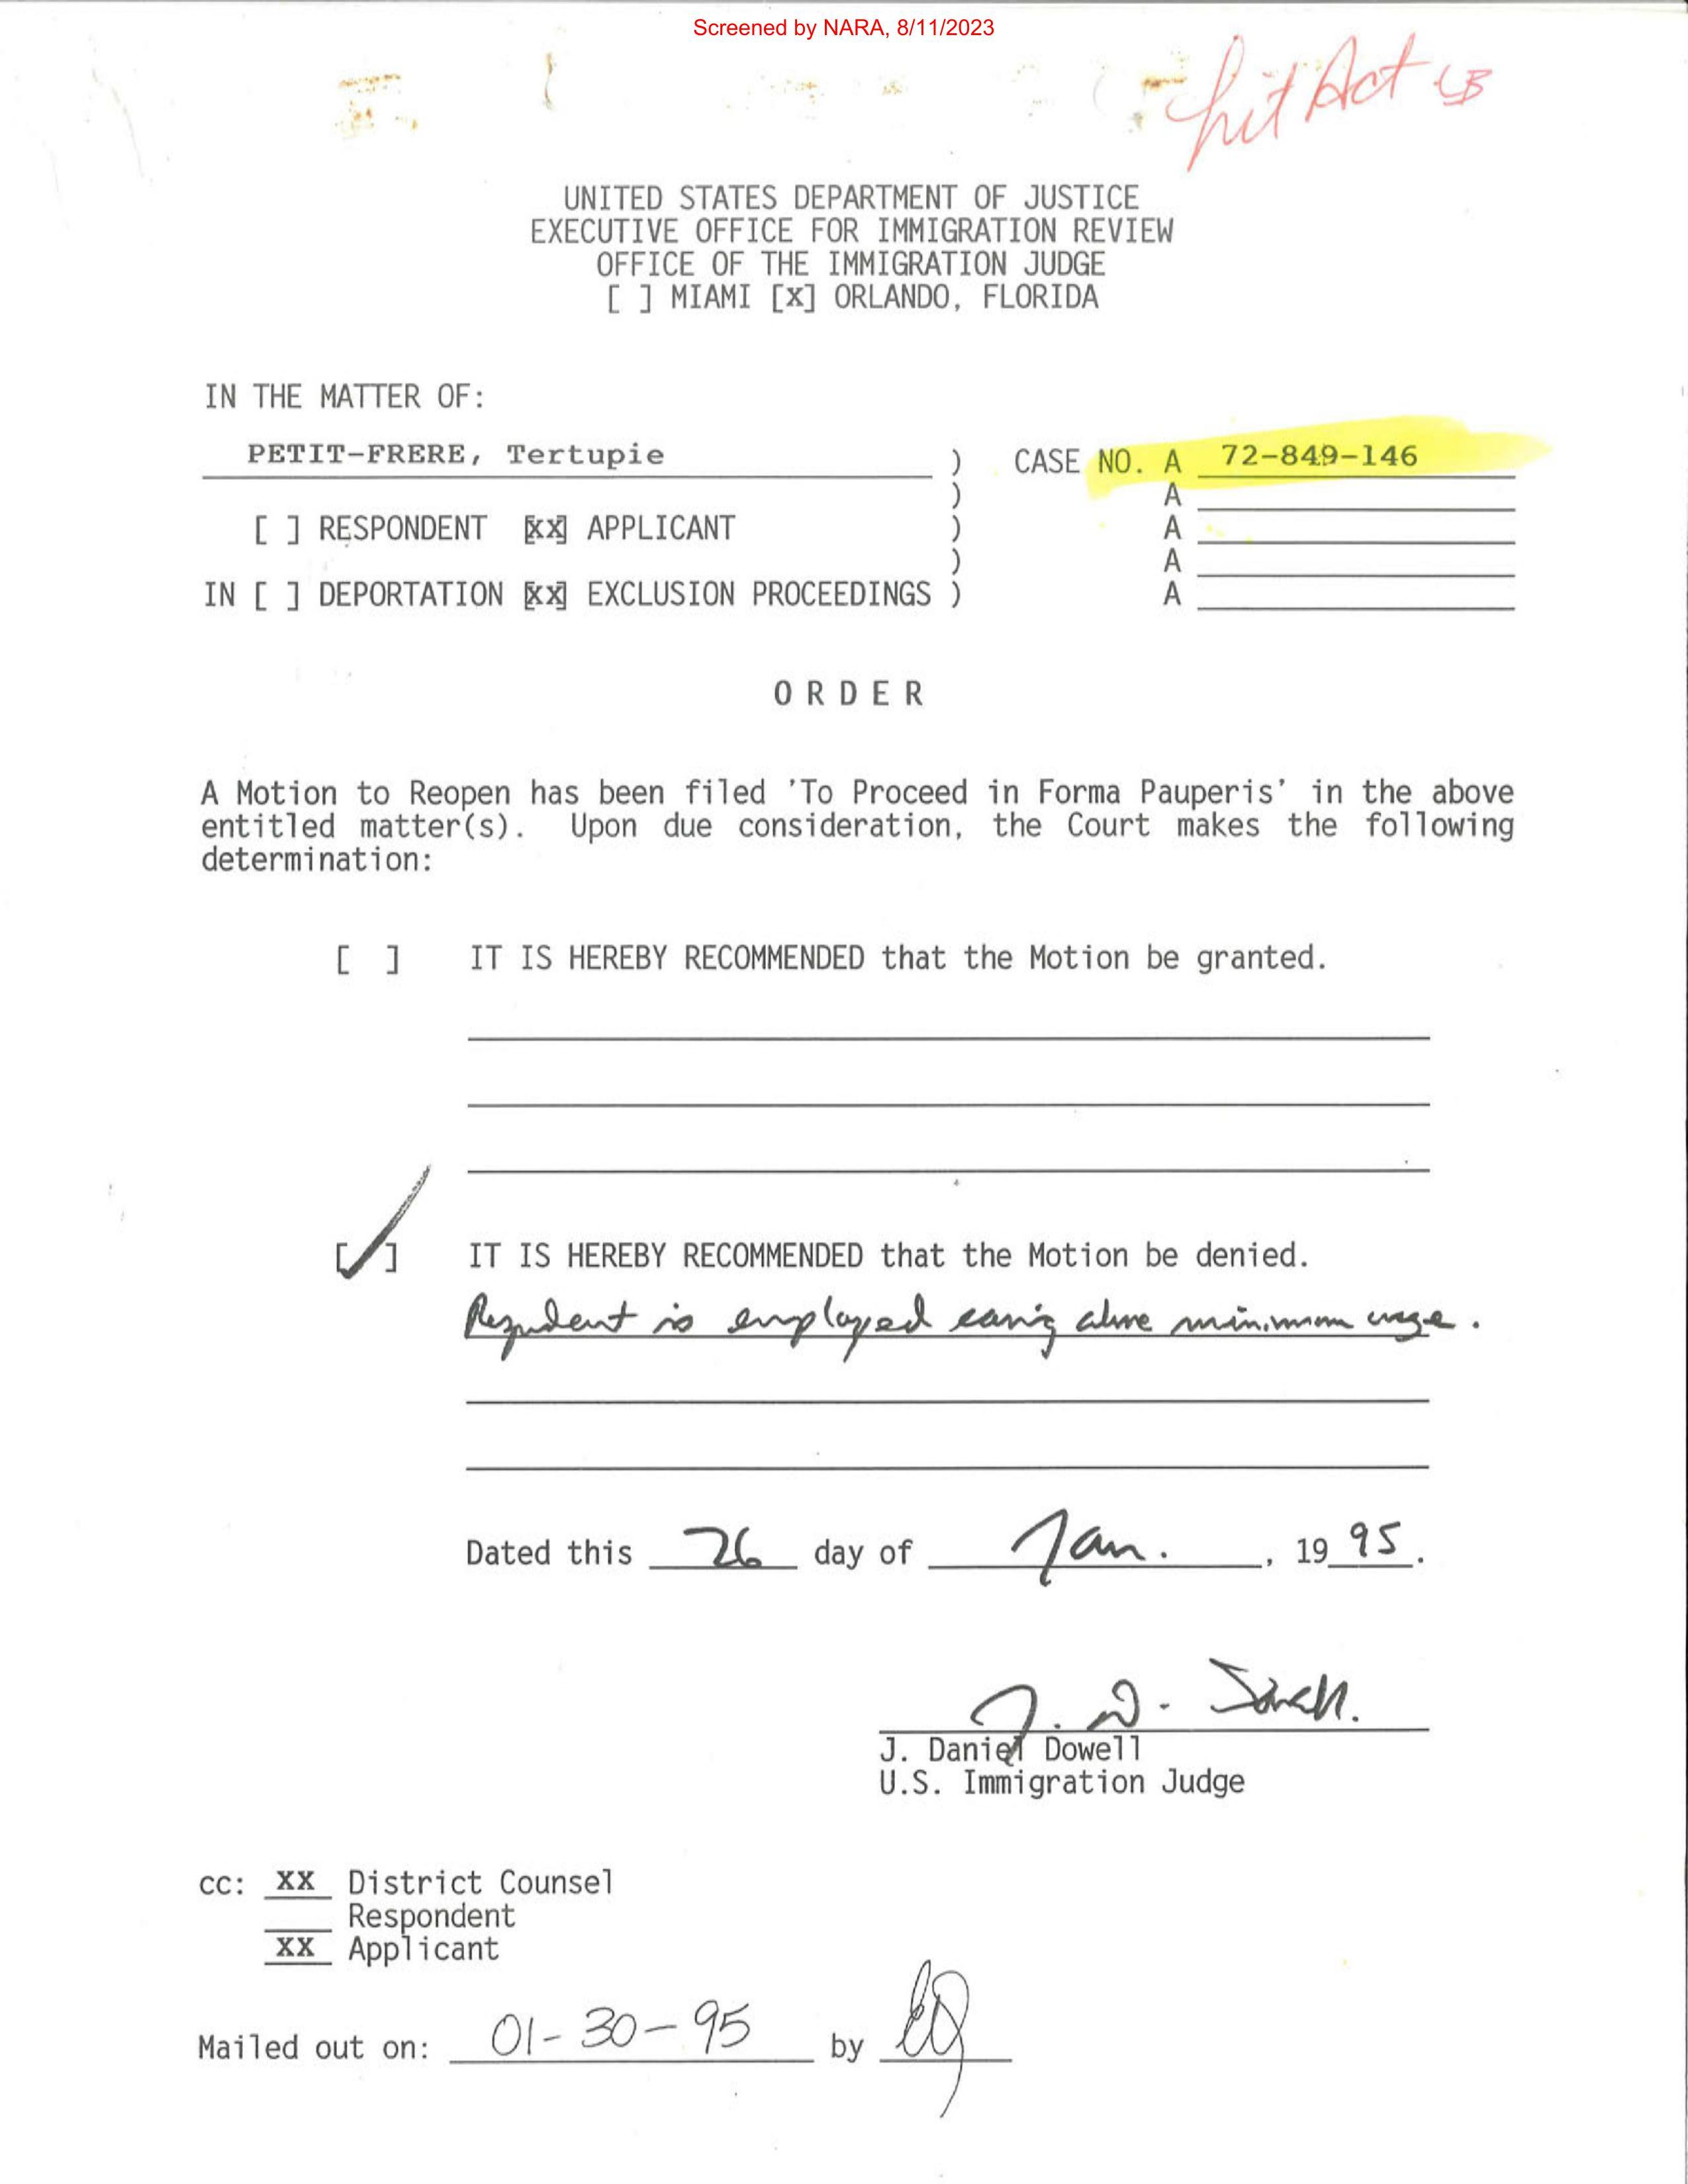 Screened by NARA, 8/11/2023
Lit Act
UNITED STATES DEPARTMENT OF JUSTICE
EXECUTIVE OFFICE FOR IMMIGRATION REVIEW
OFFICE OF THE IMMIGRATION JUDGE
[ ] MIAMI [X] ORLANDO, FLORIDA
IN THE MATTER OF:
PETIT-FRERE, Tertupie ) CASE NO. A 72-849-146
) A
[ ] RESPONDENT [XX] APPLICANT ) A
) A
IN [ ] DEPORTATION [XX] EXCLUSION PROCEEDINGS ) A
O R D E R
A Motion to Reopen has been filed 'To Proceed in Forma Pauperis' in the above
entitled matter(s). Upon due consideration, the Court makes the following
determination:
[ ] IT IS HEREBY RECOMMENDED that the Motion be granted.
[✓] IT IS HEREBY RECOMMENDED that the Motion be denied.
Respondent is employed earning above minimum wage.
Dated this 26 day of Jan. , 19 95.
J. Daniel Dowell
U.S. Immigration Judge
cc: XX District Counsel
Respondent
XX Applicant
Mailed out on: 01-30-95 by